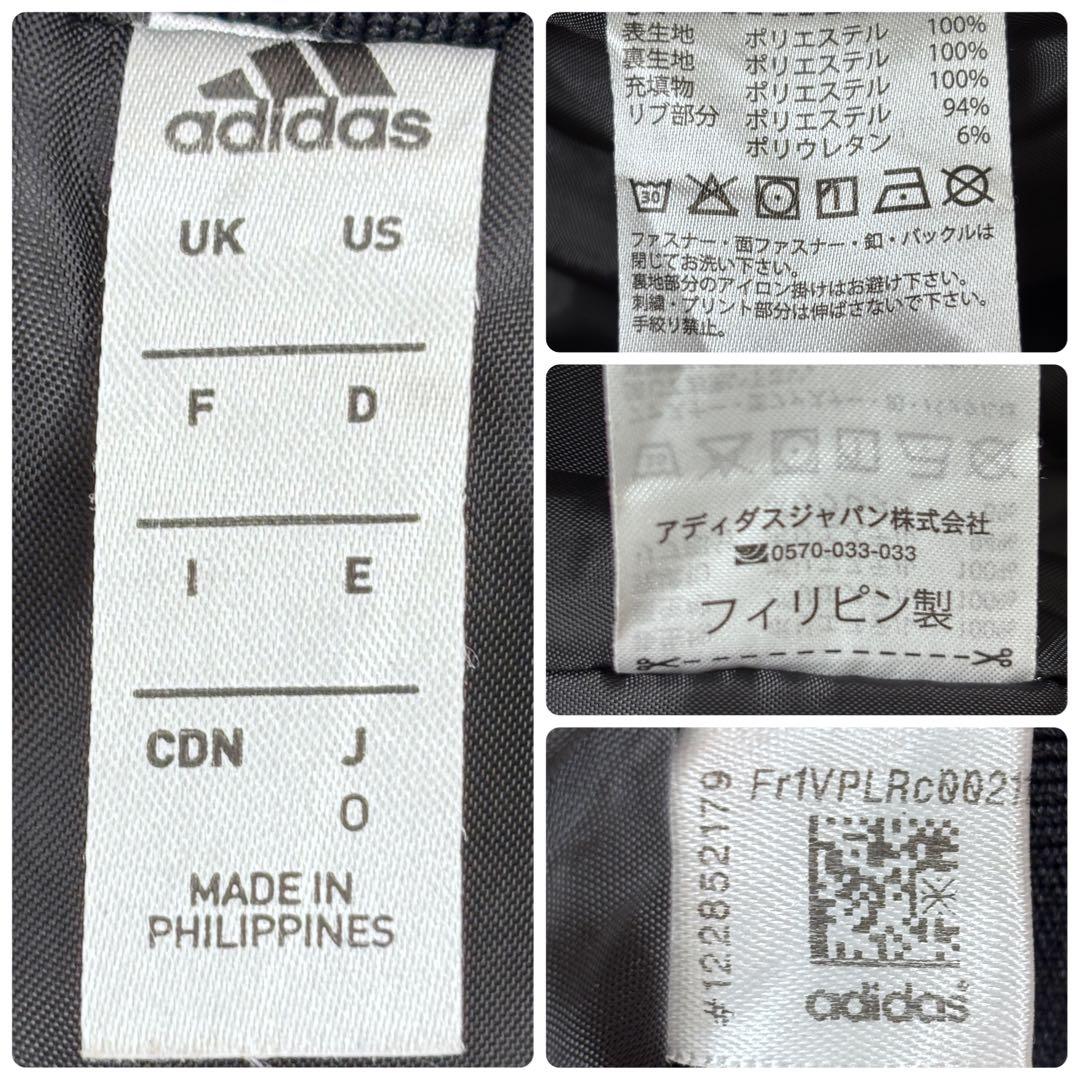 adidas
UK US
F D
I E
CDN J
O
MADE IN
PHILIPPINES
表生地 ポリエステル 100%
裏生地 ポリエステル 100%
充填物 ポリエステル 100%
リブ部分 ポリエステル 94%
ポリウレタン 6%
30
1
ファスナー・面ファスナー・釦・バックルは
閉じてお洗い下さい。
裏地部分のアイロン掛けはお避け下さい。
刺繍・プリント部分は伸ばさないで下さい。
手絞り禁止。
アディダスジャパン株式会社
0570-033-033
フィリピン製
#122852179
Fr1VPLRc0021
adidas